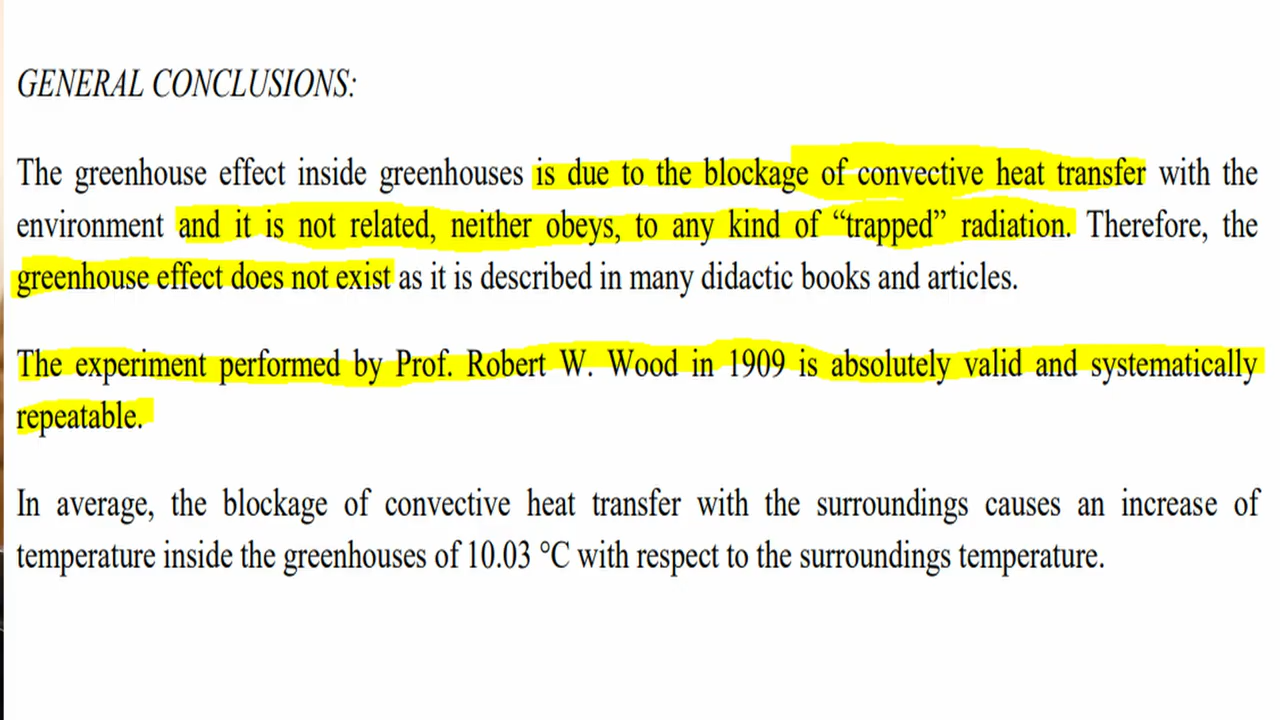 GENERAL CONCLUSIONS:
The greenhouse effect inside greenhouses is due to the blockage of convective heat transfer with the
environment and it is not related, neither obeys, to any kind of “trapped” radiation. Therefore, the
greenhouse effect does not exist as it is described in many didactic books and articles.
The experiment performed by Prof. Robert W. Wood in 1909 is absolutely valid and systematically
repeatable.
In average, the blockage of convective heat transfer with the surroundings causes an increase of
temperature inside the greenhouses of 10.03 °C with respect to the surroundings temperature.